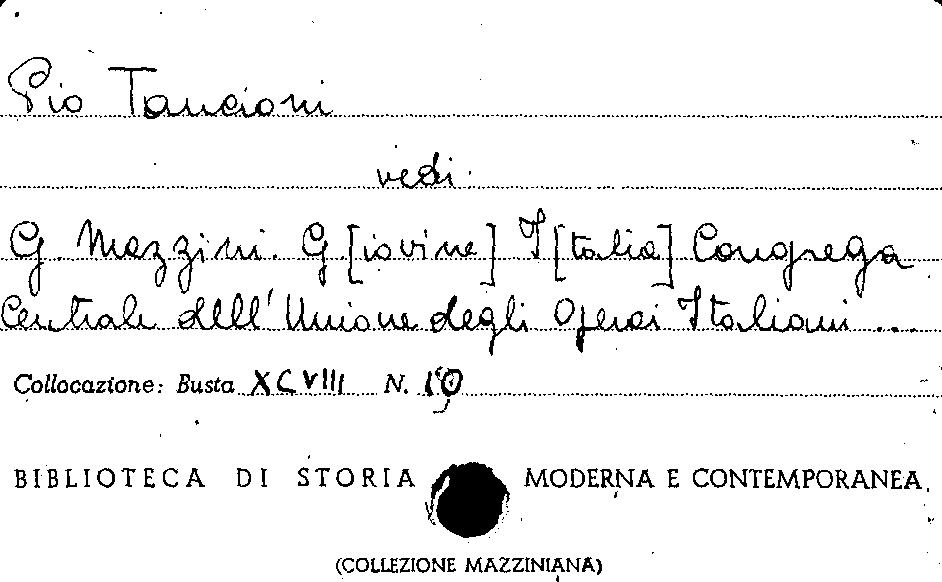 Pio Tancioni
vedi:
G. Mazzini. G.[iovine] I[talia] Congrega
Centrale dell'Unione degli Operai Italiani ...
Collocazione: Busta XCVIII N. 10
BIBLIOTECA DI STORIA MODERNA E CONTEMPORANEA
(COLLEZIONE MAZZINIANA)